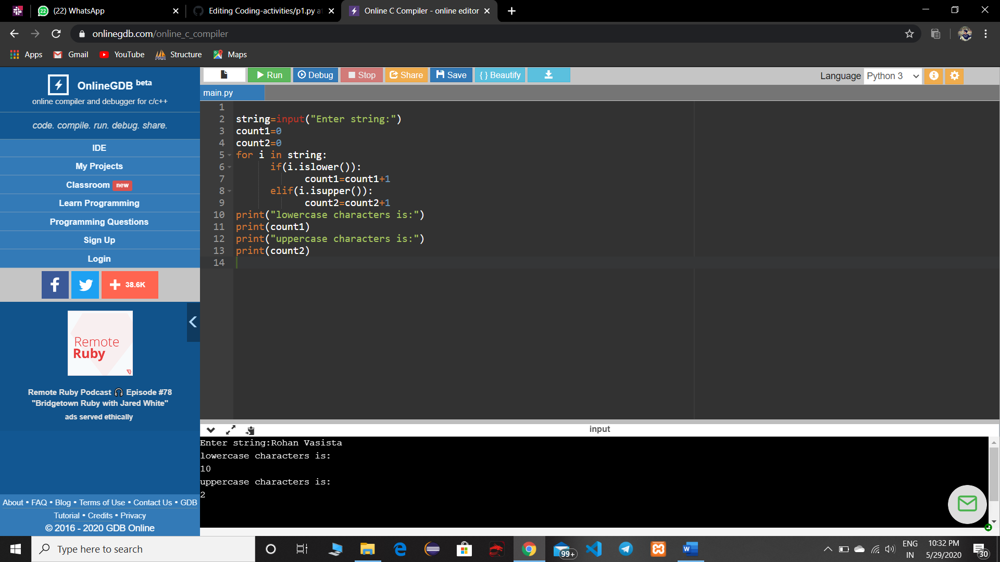 (22) WhatsApp
Editing Coding-activities/p1.py a
Online C Compiler - online editor
onlinegdb.com/online_c_compiler
Apps Gmail YouTube Structure Maps
OnlineGDB beta
online compiler and debugger for c/c++
code. compile. run. debug. share.
IDE
My Projects
Classroom new
Learn Programming
Programming Questions
Sign Up
Login
38.6K
Remote
Ruby
Remote Ruby Podcast 🎧 Episode #78
"Bridgetown Ruby with Jared White"
ads served ethically
About • FAQ • Blog • Terms of Use • Contact Us • GDB
Tutorial • Credits • Privacy
© 2016 - 2020 GDB Online
Run Debug Stop Share Save { } Beautify
Language Python 3
main.py
1
2 string=input("Enter string:")
3 count1=0
4 count2=0
5 for i in string:
6 if(i.islower()):
7 count1=count1+1
8 elif(i.isupper()):
9 count2=count2+1
10 print("lowercase characters is:")
11 print(count1)
12 print("uppercase characters is:")
13 print(count2)
14
input
Enter string:Rohan Vasista
lowercase characters is:
10
uppercase characters is:
2
Type here to search
99+
ENG
IN
10:32 PM
5/29/2020
30